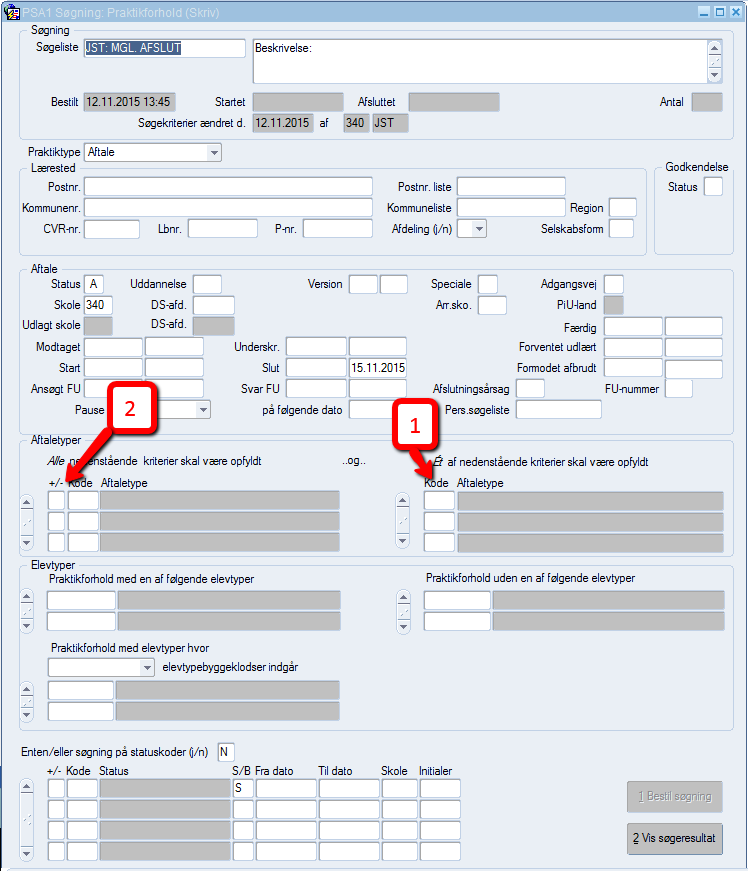 PSA1 Søgning: Praktikforhold (Skriv)
Søgning
Søgeliste JST: MGL. AFSLUT Beskrivelse:
Bestilt 12.11.2015 13:45 Startet Afsluttet Antal
Søgekriterier ændret d. 12.11.2015 af 340 JST
Praktiktype Aftale
Lærested Godkendelse
Postnr. Postnr. liste Status
Kommunenr. Kommuneliste Region
CVR-nr. Lbnr. P-nr. Afdeling (j/n) Selskabsform
Aftale
Status A Uddannelse Version Speciale Adgangsvej
Skole 340 DS-afd. Arr.sko. PiU-land
Udlagt skole DS-afd. Færdig
Modtaget Underskr. Forventet udlært
Start Slut 15.11.2015 Formodet afbrudt
Ansøgt FU Svar FU Afslutningsårsag FU-nummer
Pause på følgende dato Pers.søgeliste
2
1
Aftaletyper
Alle nedenstående kriterier skal være opfyldt ..og.. Ét af nedenstående kriterier skal være opfyldt
+/- Kode Aftaletype Kode Aftaletype
Elevtyper
Praktikforhold med en af følgende elevtyper Praktikforhold uden en af følgende elevtyper
Praktikforhold med elevtyper hvor
elevtypebyggeklodser indgår
Enten/eller søgning på statuskoder (j/n) N
+/- Kode Status S/B Fra dato Til dato Skole Initialer
S
1 Bestil søgning
2 Vis søgeresultat